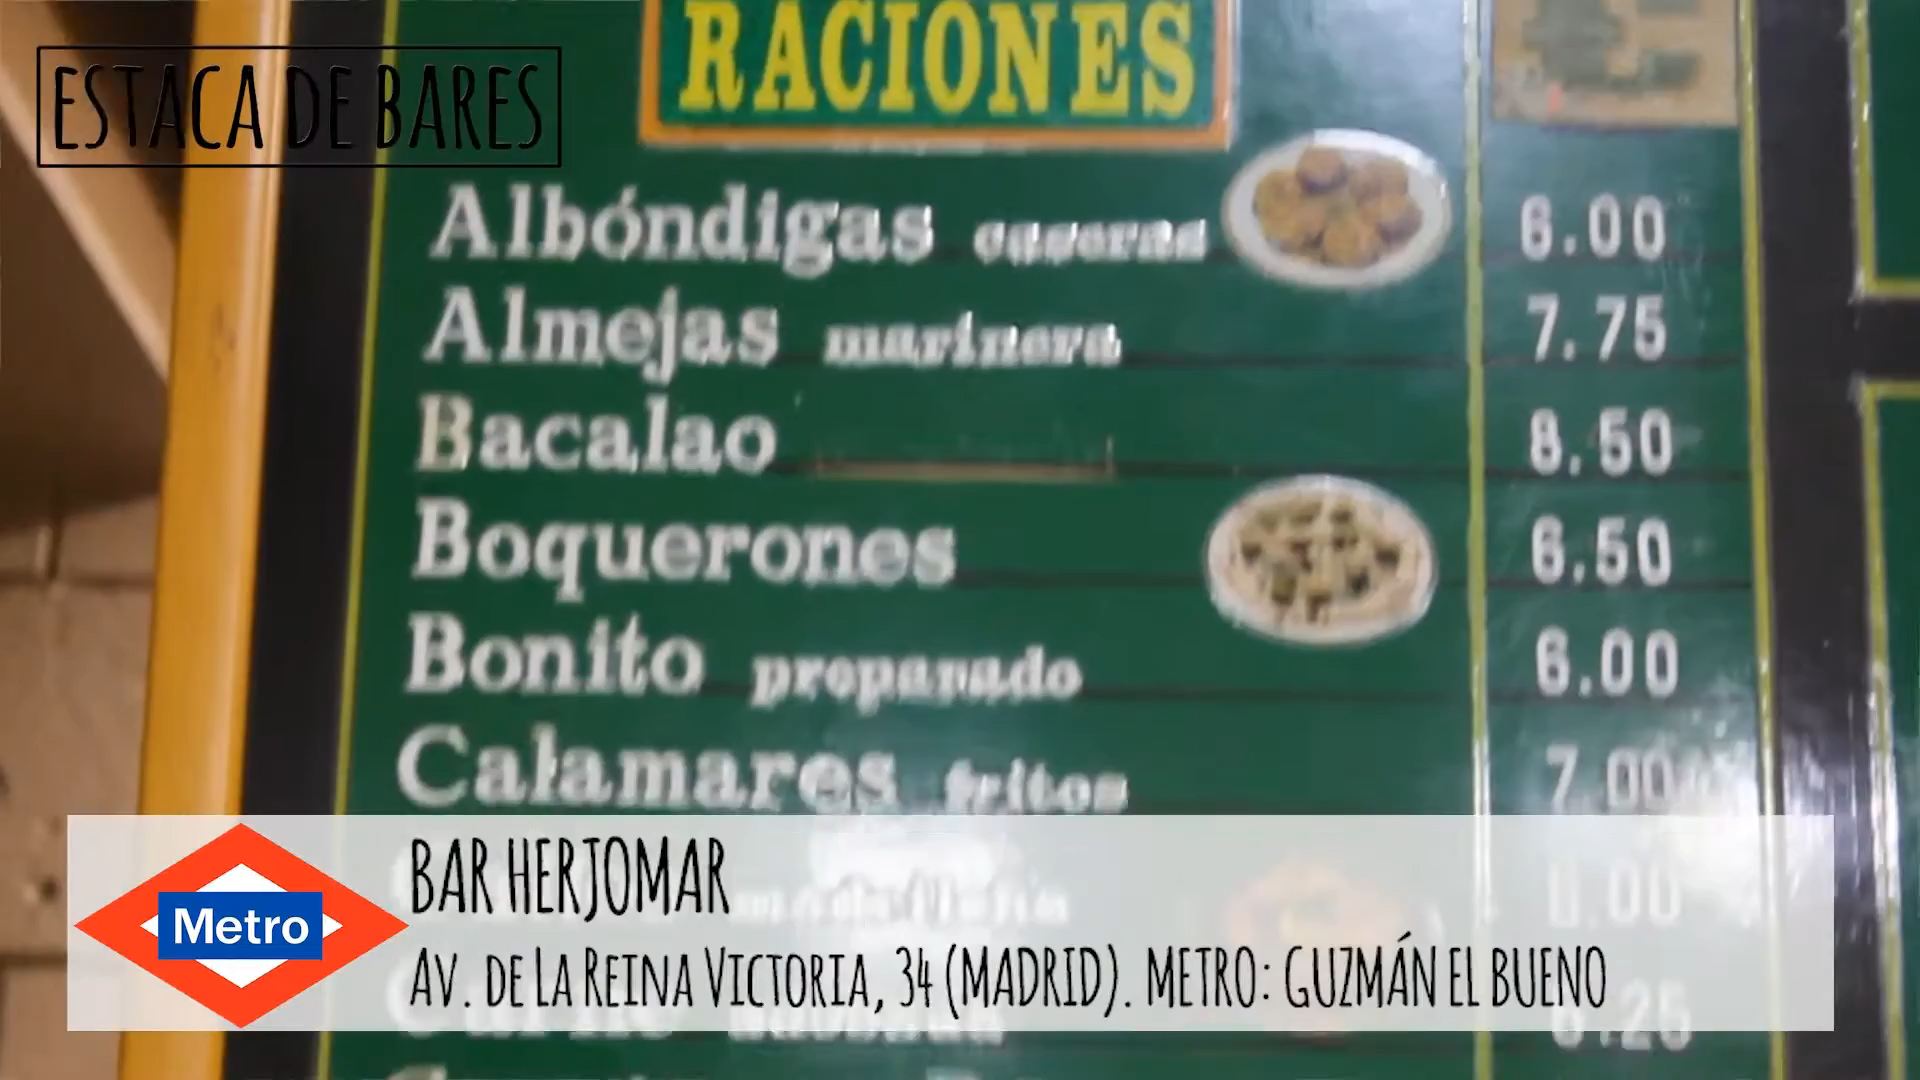 RACIONES
ESTACA DE BARES
Albóndigas caseras 6.00
Almejas marinera 7.75
Bacalao 8.50
Boquerones 6.50
Bonito preparado 6.00
Calamares fritos 7.00
BAR HERJOMAR
Metro
AV. DE LA REINA VICTORIA, 34 (MADRID). METRO: GUZMÁN EL BUENO